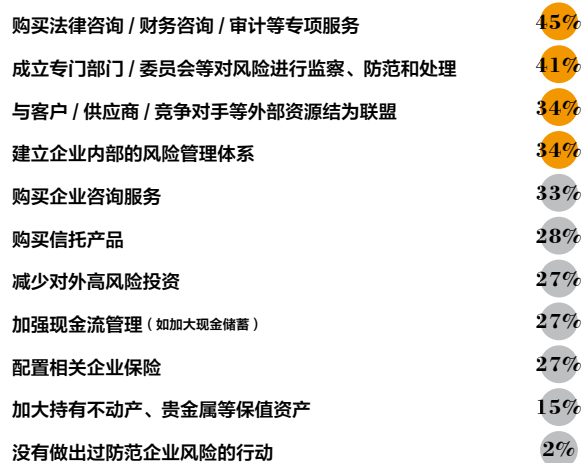 购买法律咨询 / 财务咨询 / 审计等专项服务 45%
成立专门部门 / 委员会等对风险进行监察、防范和处理 41%
与客户 / 供应商 / 竞争对手等外部资源结为联盟 34%
建立企业内部的风险管理体系 34%
购买企业咨询服务 33%
购买信托产品 28%
减少对外高风险投资 27%
加强现金流管理（如加大现金储蓄） 27%
配置相关企业保险 27%
加大持有不动产、贵金属等保值资产 15%
没有做出过防范企业风险的行动 2%